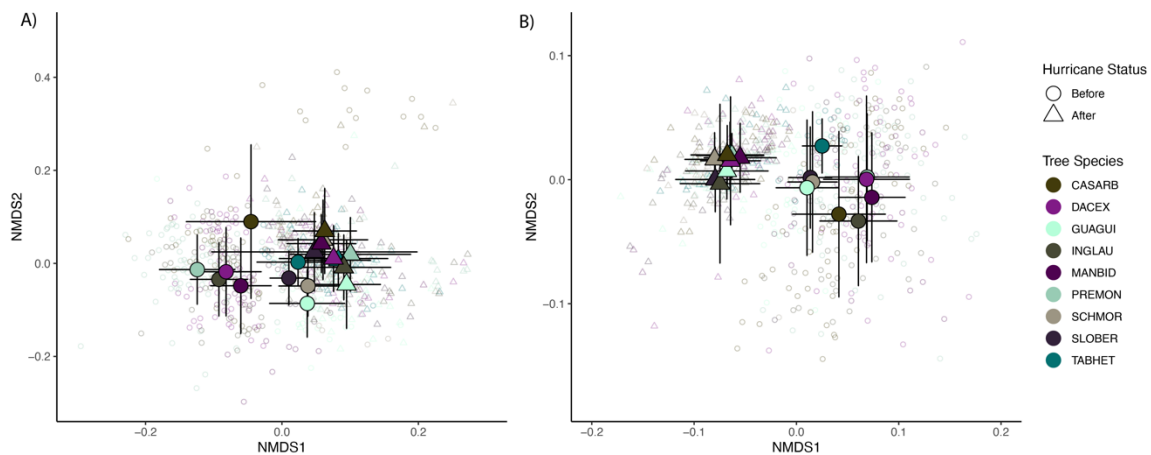 A)
0.4
0.2
0.0
−0.2
NMDS2
−0.2
0.0
0.2
NMDS1
B)
0.1
0.0
−0.1
NMDS2
−0.2
−0.1
0.0
0.1
0.2
NMDS1
Hurricane Status
Before
After
Tree Species
CASARB
DACEX
GUAGUI
INGLAU
MANBID
PREMON
SCHMOR
SLOBER
TABHET